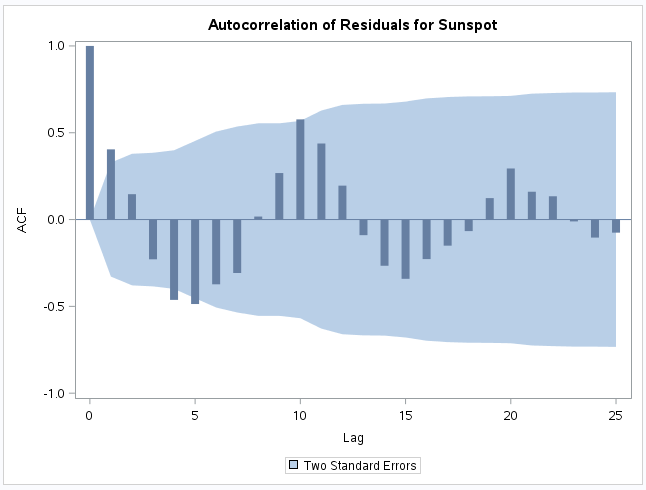 Autocorrelation of Residuals for Sunspot
1.0
0.5
0.0
-0.5
-1.0
ACF
0 5 10 15 20 25
Lag
Two Standard Errors